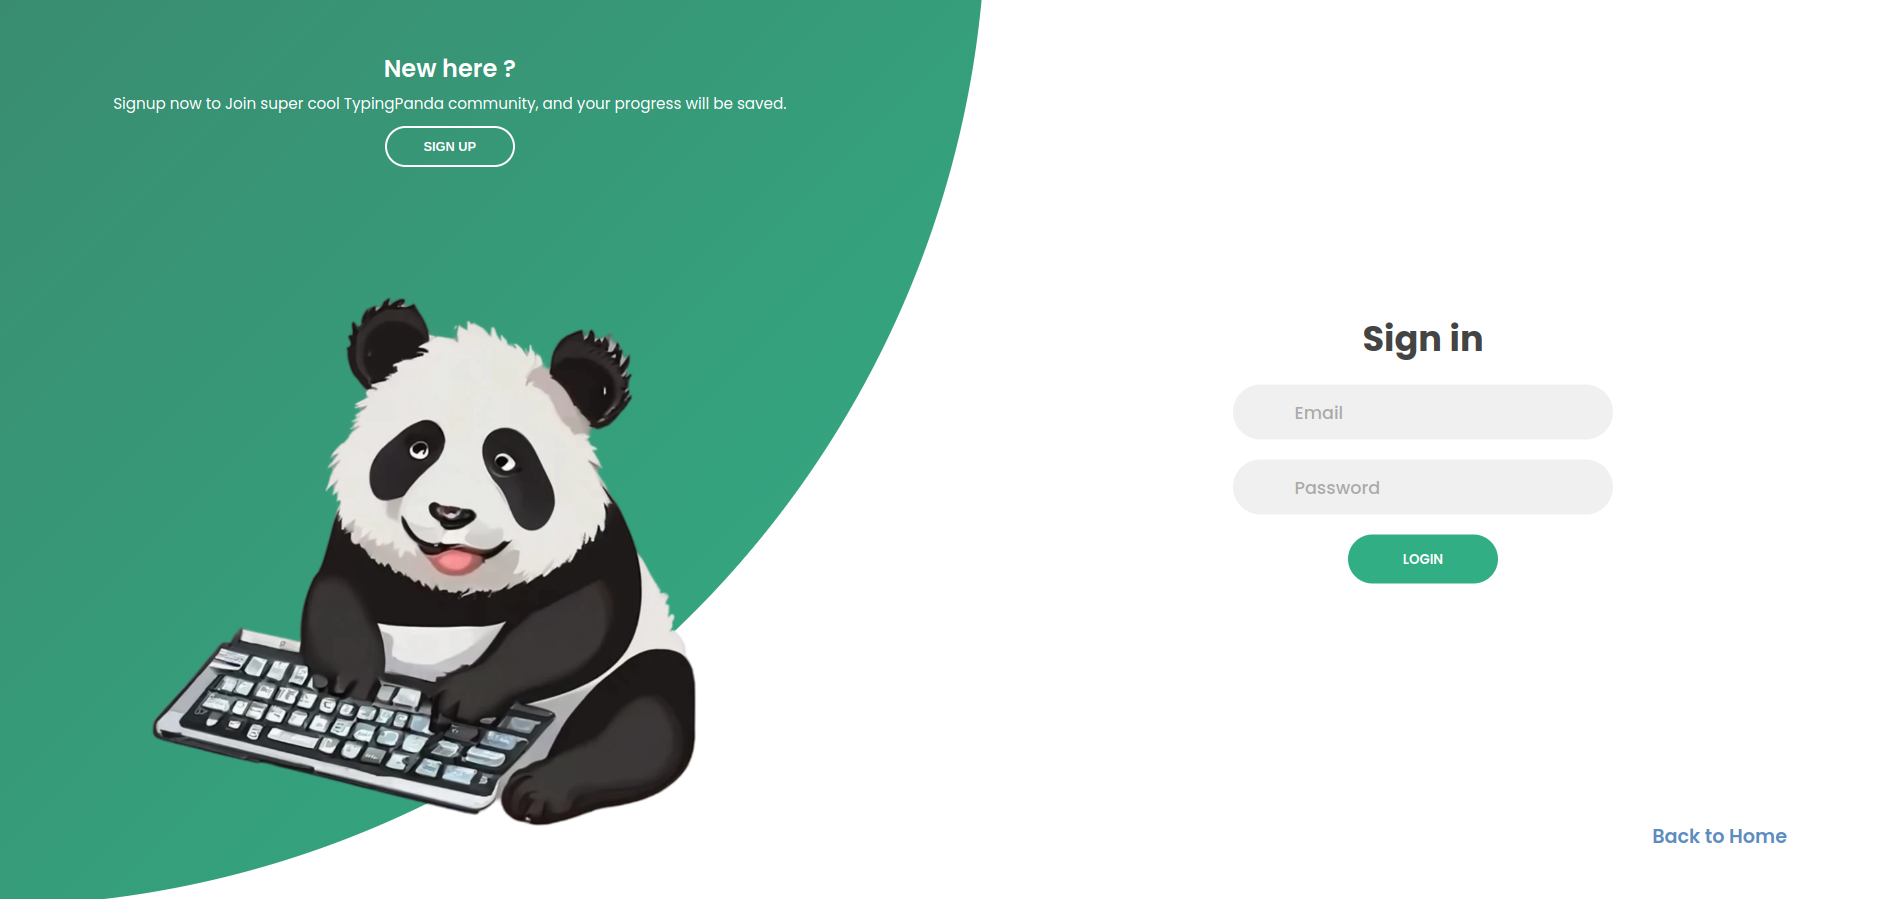 New here ?
Signup now to Join super cool TypingPanda community, and your progress will be saved.
SIGN UP
Sign in
Email
Password
LOGIN
Back to Home